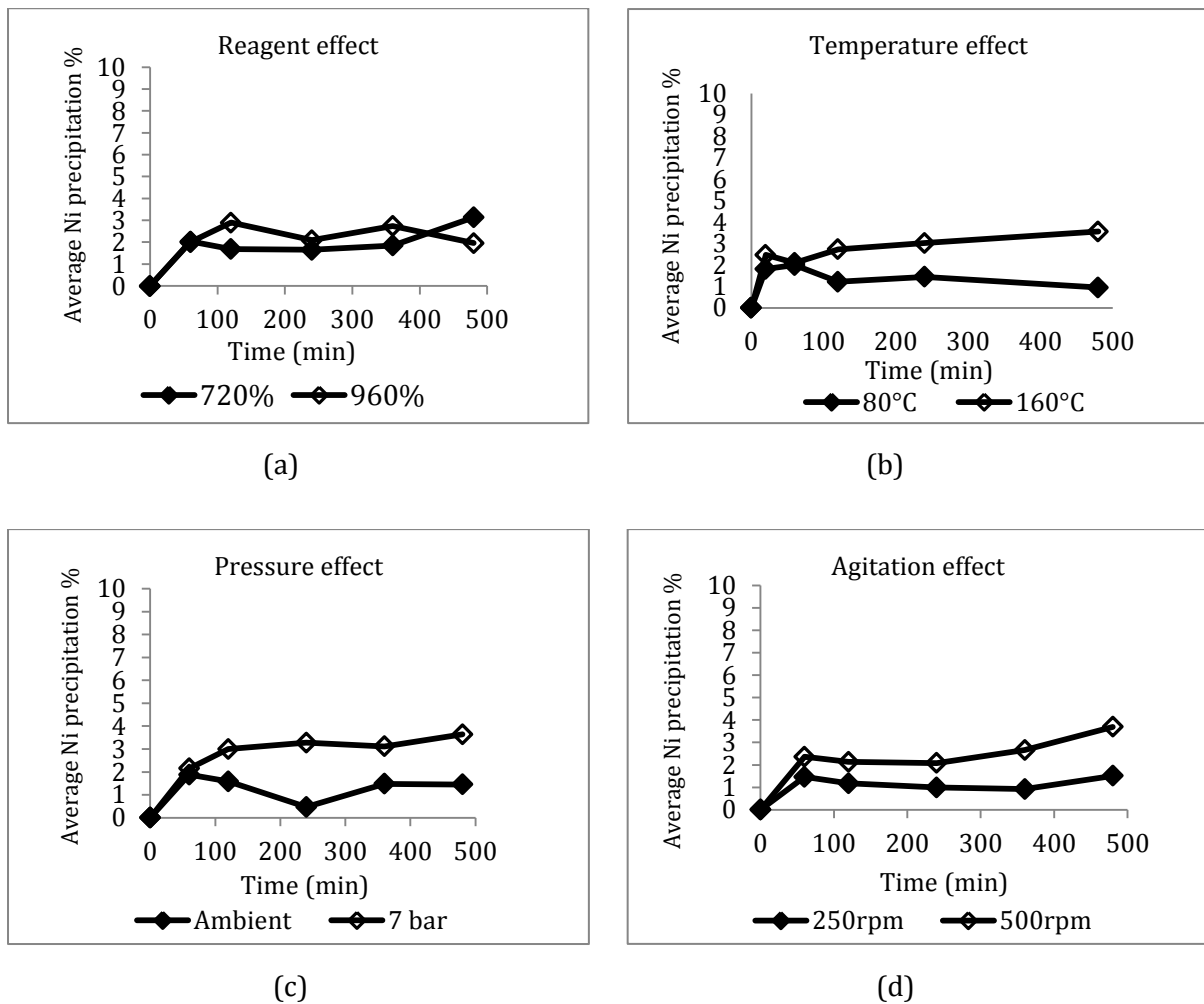 Reagent effect
Average Ni precipitation %
10
9
8
7
6
5
4
3
2
1
0
0 100 200 300 400 500
Time (min)
720% 960%
(a)
Temperature effect
Average Ni precipitation %
10
9
8
7
6
5
4
3
2
1
0
0 100 200 300 400 500
Time (min)
80°C 160°C
(b)
Pressure effect
Average Ni precipitation %
10
9
8
7
6
5
4
3
2
1
0
0 100 200 300 400 500
Time (min)
Ambient 7 bar
(c)
Agitation effect
Average Ni precipitation %
10
9
8
7
6
5
4
3
2
1
0
0 100 200 300 400 500
Time (min)
250rpm 500rpm
(d)